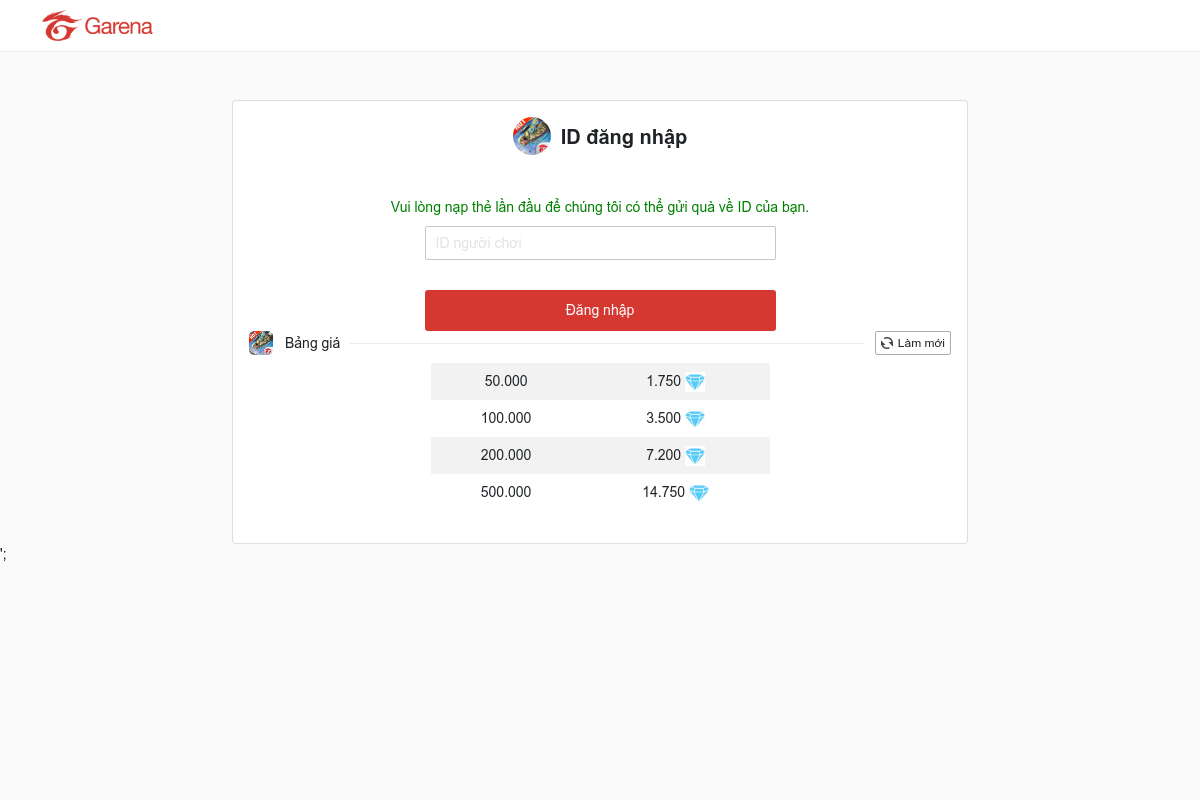 Garena
ID đăng nhập
Vui lòng nạp thẻ lần đầu để chúng tôi có thể gửi quà về ID của bạn.
ID người chơi
Đăng nhập
Bảng giá
Làm mới
50.000 1.750
100.000 3.500
200.000 7.200
500.000 14.750
';